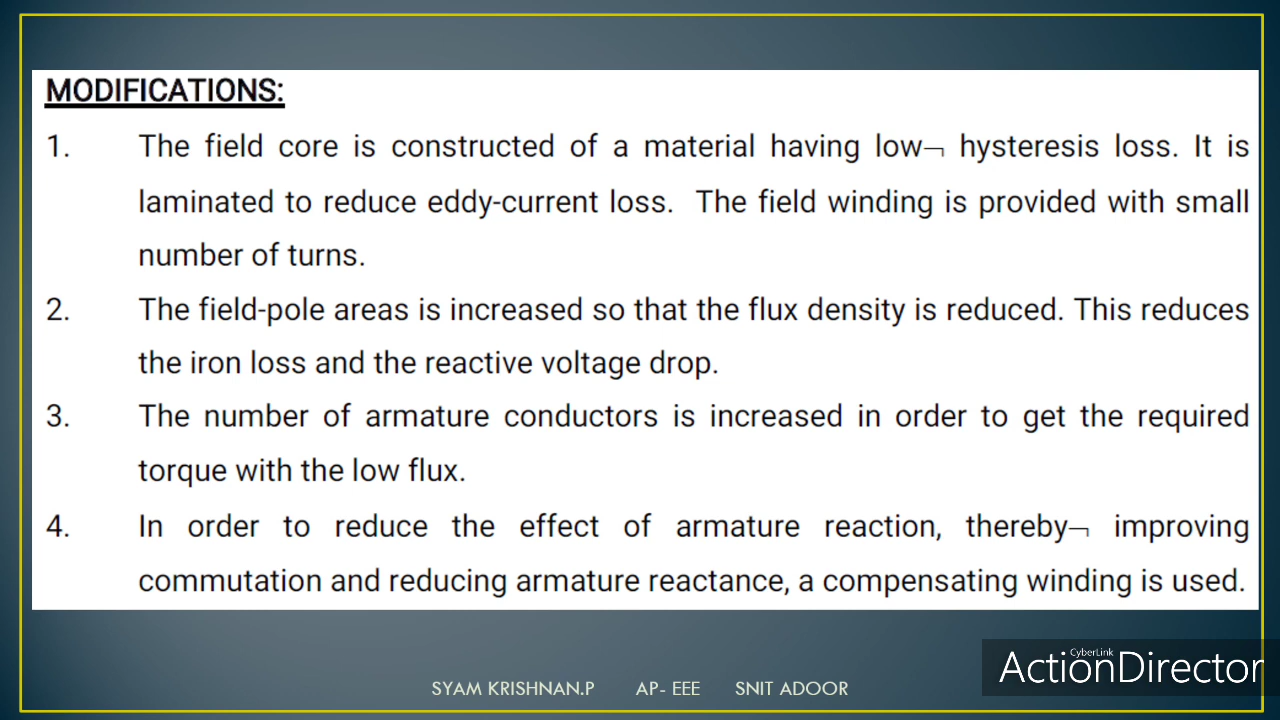 MODIFICATIONS:
1. The field core is constructed of a material having low¬ hysteresis loss. It is
laminated to reduce eddy-current loss. The field winding is provided with small
number of turns.
2. The field-pole areas is increased so that the flux density is reduced. This reduces
the iron loss and the reactive voltage drop.
3. The number of armature conductors is increased in order to get the required
torque with the low flux.
4. In order to reduce the effect of armature reaction, thereby¬ improving
commutation and reducing armature reactance, a compensating winding is used.
CyberLink
ActionDirector
SYAM KRISHNAN.P AP- EEE SNIT ADOOR